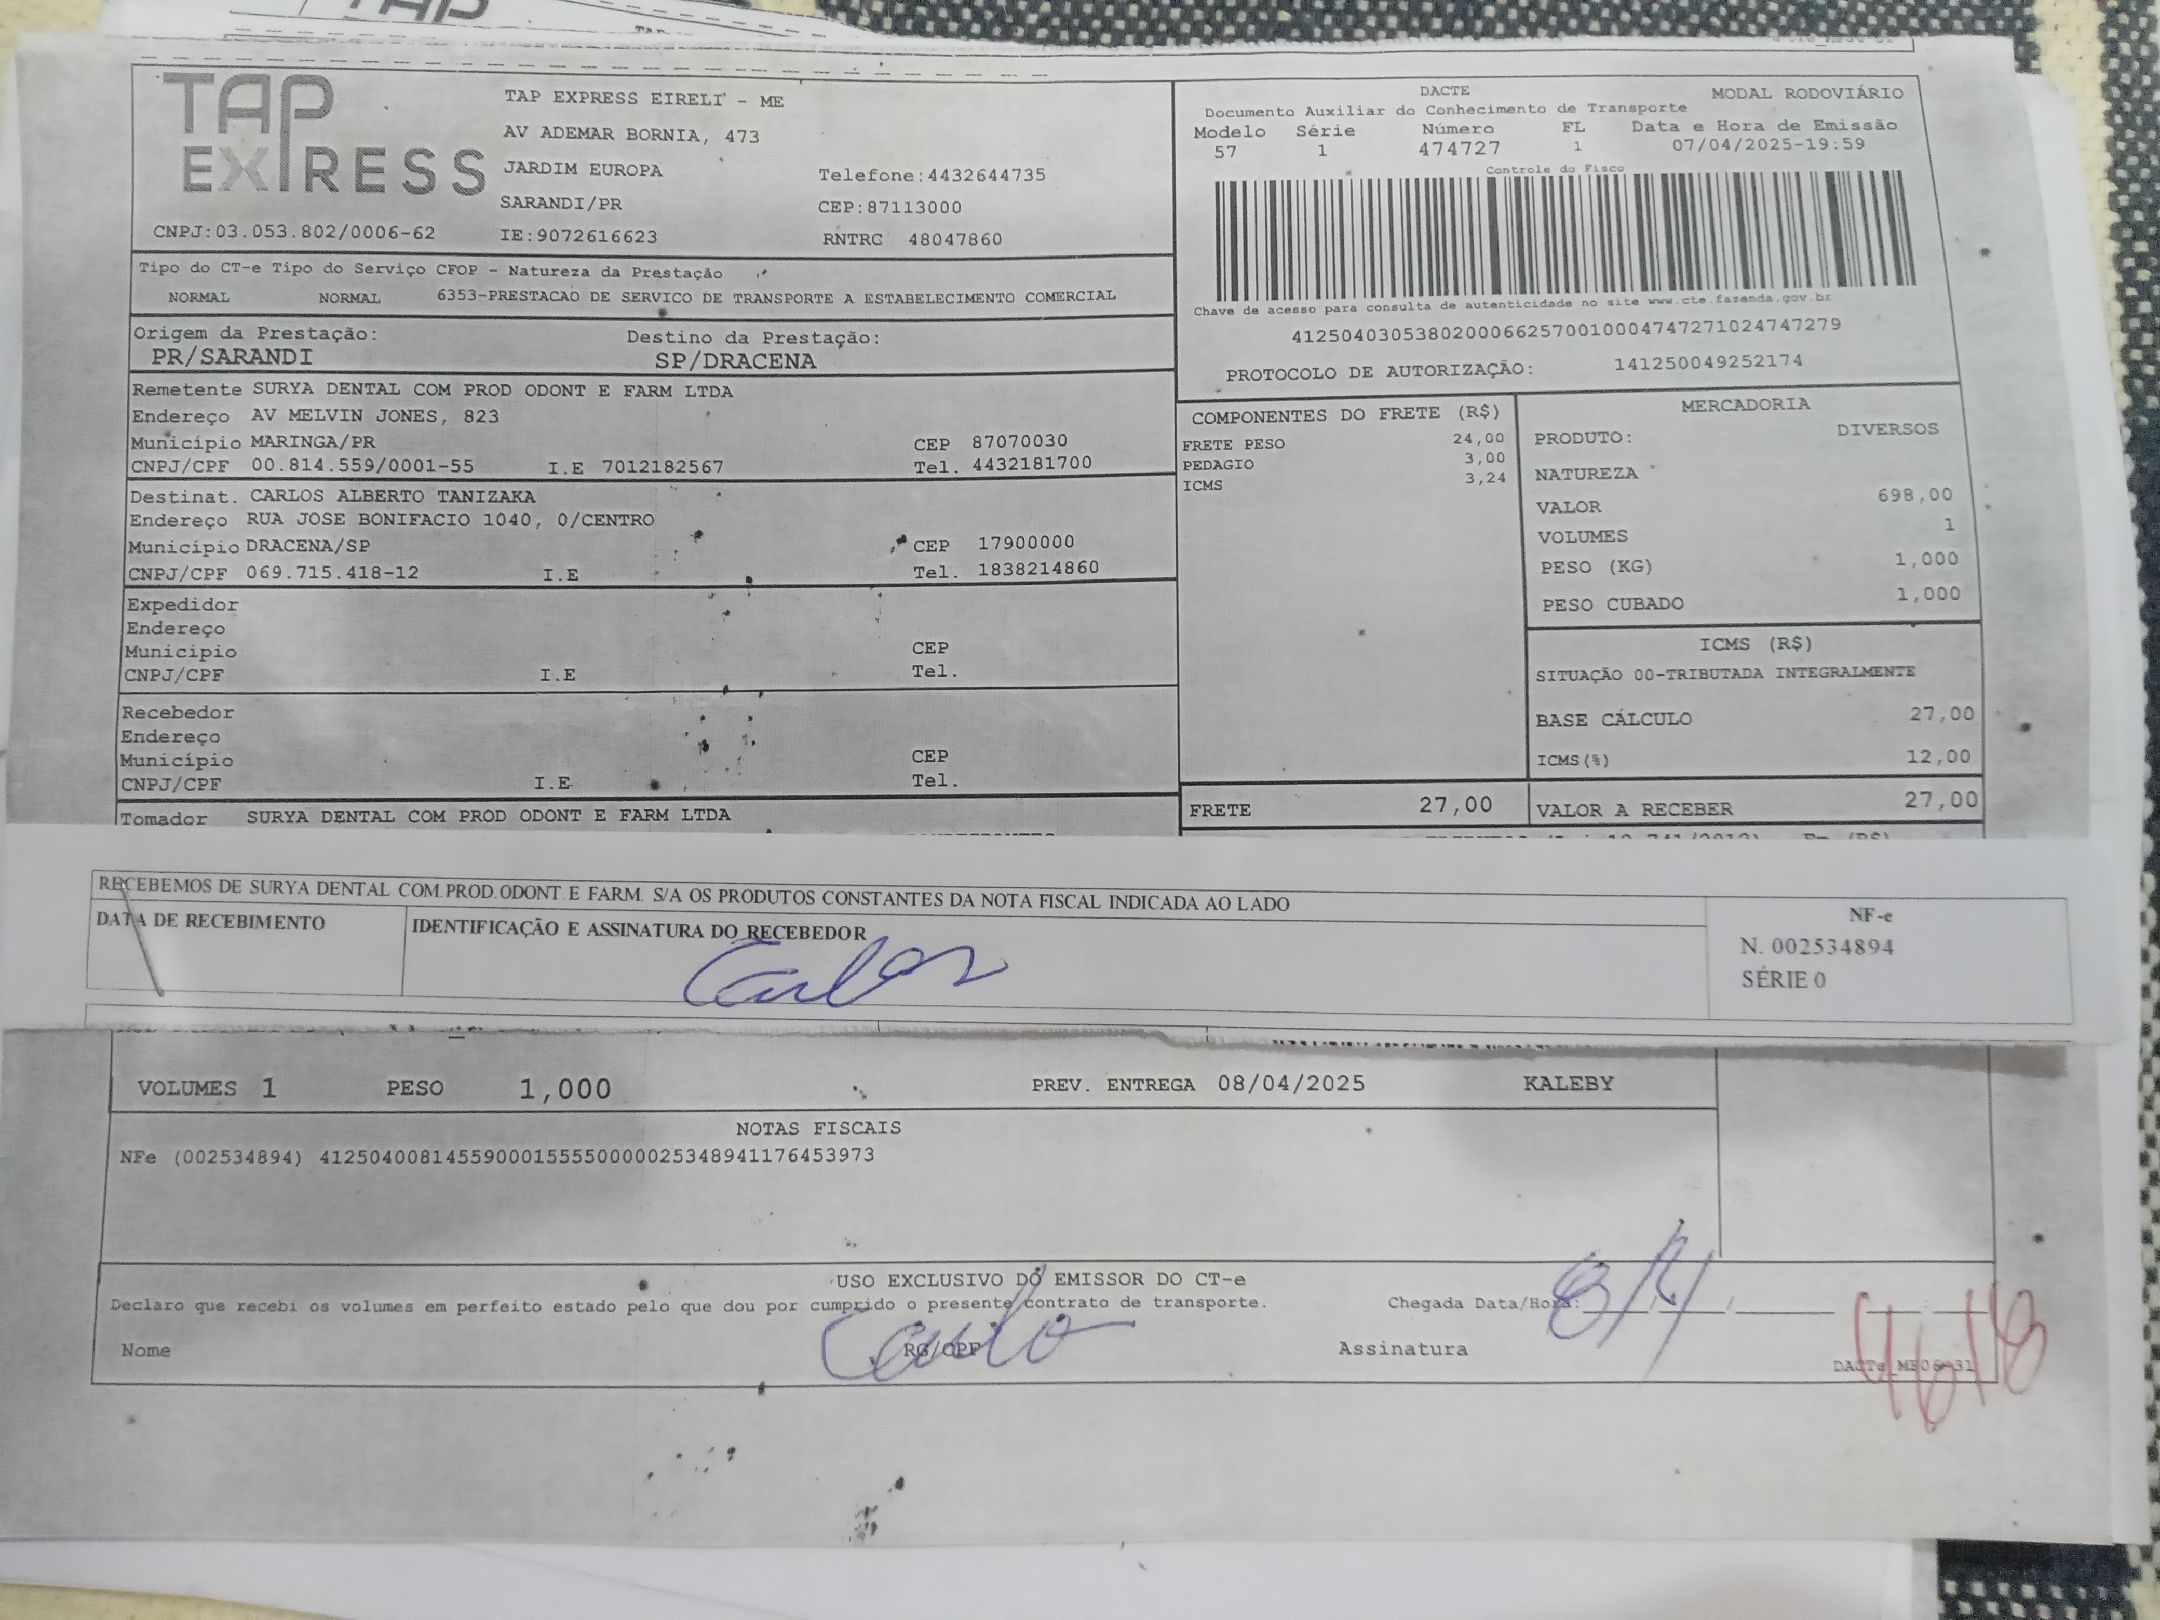 TAP EXPRESS
TAP EXPRESS EIRELI - ME
AV ADEMAR BORNIA, 473
JARDIM EUROPA Telefone:4432644735
SARANDI/PR CEP:87113000
CNPJ:03.053.802/0006-62 IE:9072616623 RNTRC 48047860
DACTE MODAL RODOVIÁRIO
Documento Auxiliar do Conhecimento de Transporte
Modelo Série Número FL Data e Hora de Emissão
57 1 474727 1 07/04/2025-19:59
Controle do Fisco
Chave de acesso para consulta de autenticidade no site www.cte.fazenda.gov.br
41250403053802000662570010004747271024747279
PROTOCOLO DE AUTORIZAÇÃO: 141250049252174
Tipo do CT-e Tipo do Serviço CFOP - Natureza da Prestação
NORMAL NORMAL 6353-PRESTACAO DE SERVICO DE TRANSPORTE A ESTABELECIMENTO COMERCIAL
Origem da Prestação: Destino da Prestação:
PR/SARANDI SP/DRACENA
Remetente SURYA DENTAL COM PROD ODONT E FARM LTDA
Endereço AV MELVIN JONES, 823
Município MARINGA/PR CEP 87070030
CNPJ/CPF 00.814.559/0001-55 I.E 7012182567 Tel. 4432181700
Destinat. CARLOS ALBERTO TANIZAKA
Endereço RUA JOSE BONIFACIO 1040, 0/CENTRO
Município DRACENA/SP CEP 17900000
CNPJ/CPF 069.715.418-12 I.E Tel. 1838214860
Expedidor
Endereço
Município CEP
CNPJ/CPF I.E Tel.
Recebedor
Endereço
Município CEP
CNPJ/CPF I.E Tel.
Tomador SURYA DENTAL COM PROD ODONT E FARM LTDA
COMPONENTES DO FRETE (R$)
FRETE PESO 24,00
PEDAGIO 3,00
ICMS 3,24
MERCADORIA
PRODUTO: DIVERSOS
NATUREZA
VALOR 698,00
VOLUMES 1
PESO (KG) 1,000
PESO CUBADO 1,000
ICMS (R$)
SITUAÇÃO 00-TRIBUTADA INTEGRALMENTE
BASE CÁLCULO 27,00
ICMS(%) 12,00
FRETE 27,00 VALOR A RECEBER 27,00
RECEBEMOS DE SURYA DENTAL COM.PROD.ODONT.E FARM. S/A OS PRODUTOS CONSTANTES DA NOTA FISCAL INDICADA AO LADO
DATA DE RECEBIMENTO IDENTIFICAÇÃO E ASSINATURA DO RECEBEDOR
Carlos
NF-e
N. 002534894
SÉRIE 0
VOLUMES 1 PESO 1,000 PREV. ENTREGA 08/04/2025 KALEBY
NOTAS FISCAIS
NFe (002534894) 41250400814559000155550000025348941176453973
USO EXCLUSIVO DO EMISSOR DO CT-e
Declaro que recebi os volumes em perfeito estado pelo que dou por cumprido o presente contrato de transporte. Chegada Data/Hora: 8/4
Nome RG/CPF Assinatura